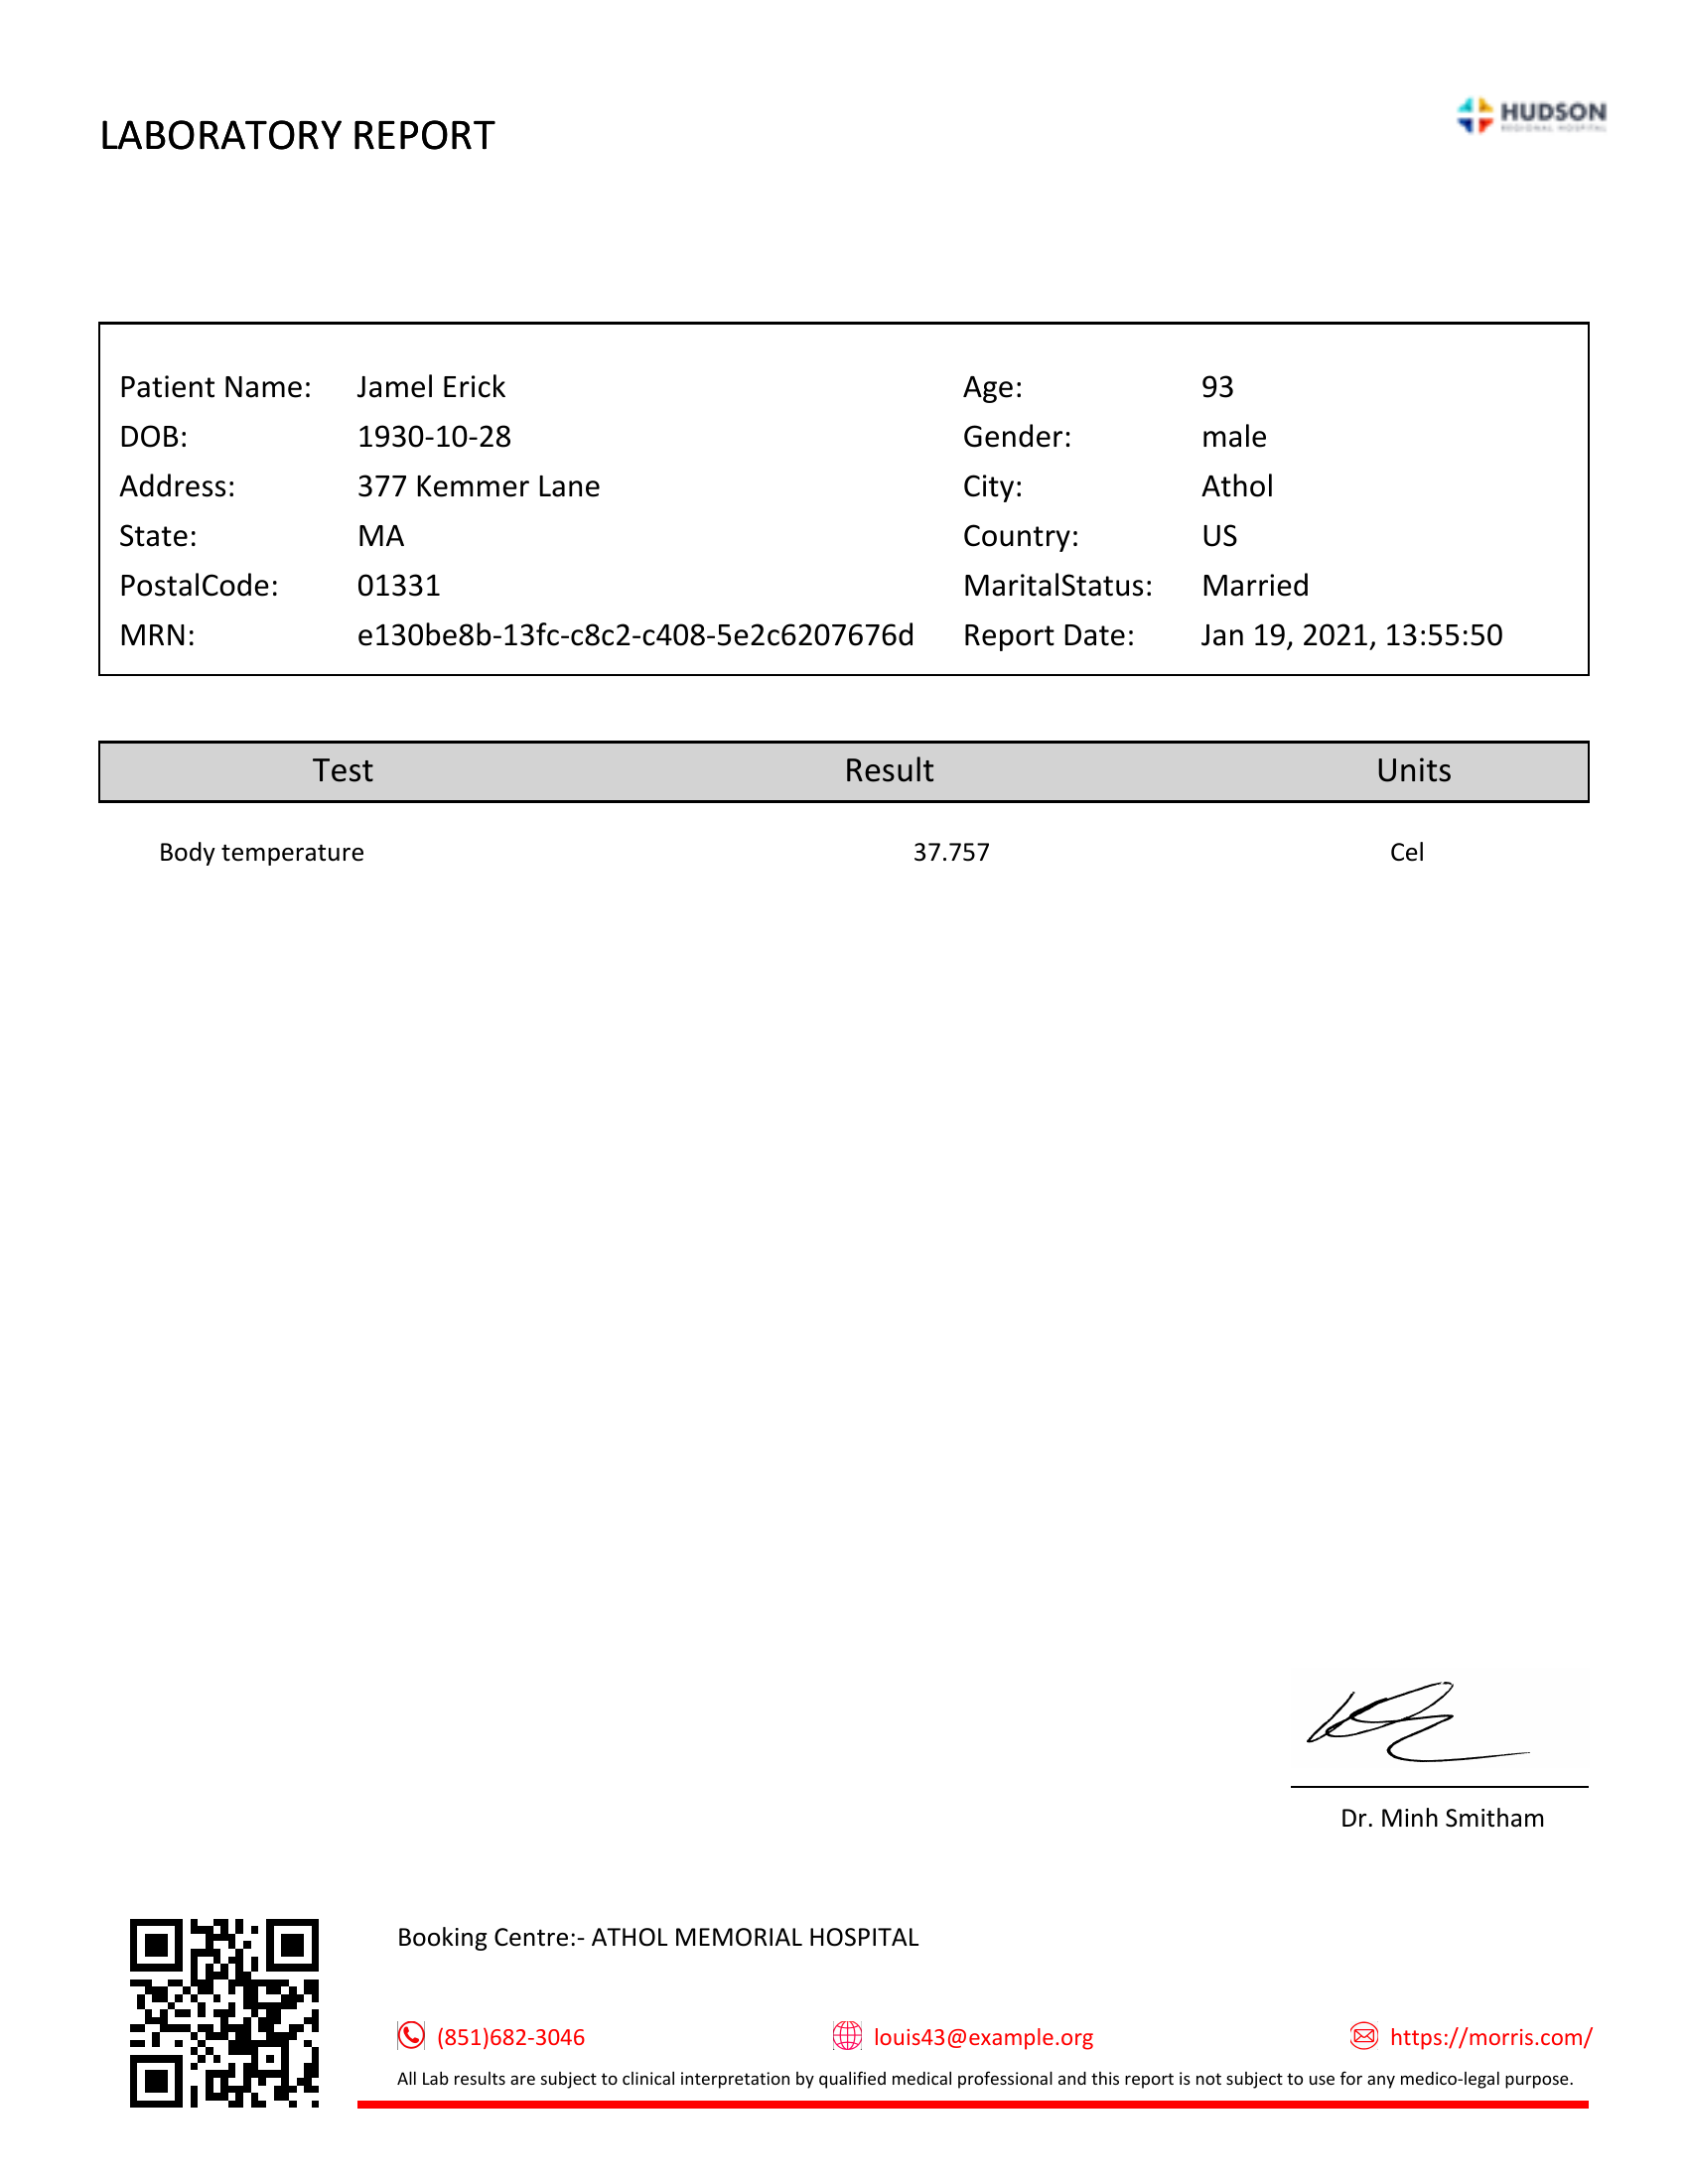 LABORATORY REPORT
HUDSON
REGIONAL HOSPITAL
Patient Name: Jamel Erick Age: 93
DOB: 1930-10-28 Gender: male
Address: 377 Kemmer Lane City: Athol
State: MA Country: US
PostalCode: 01331 MaritalStatus: Married
MRN: e130be8b-13fc-c8c2-c408-5e2c6207676d Report Date: Jan 19, 2021, 13:55:50
Test Result Units
Body temperature 37.757 Cel
Dr. Minh Smitham
Booking Centre:- ATHOL MEMORIAL HOSPITAL
(851)682-3046 louis43@example.org https://morris.com/
All Lab results are subject to clinical interpretation by qualified medical professional and this report is not subject to use for any medico-legal purpose.